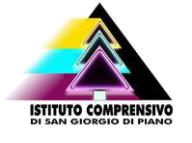 ISTITUTO COMPRENSIVO
DI SAN GIORGIO DI PIANO